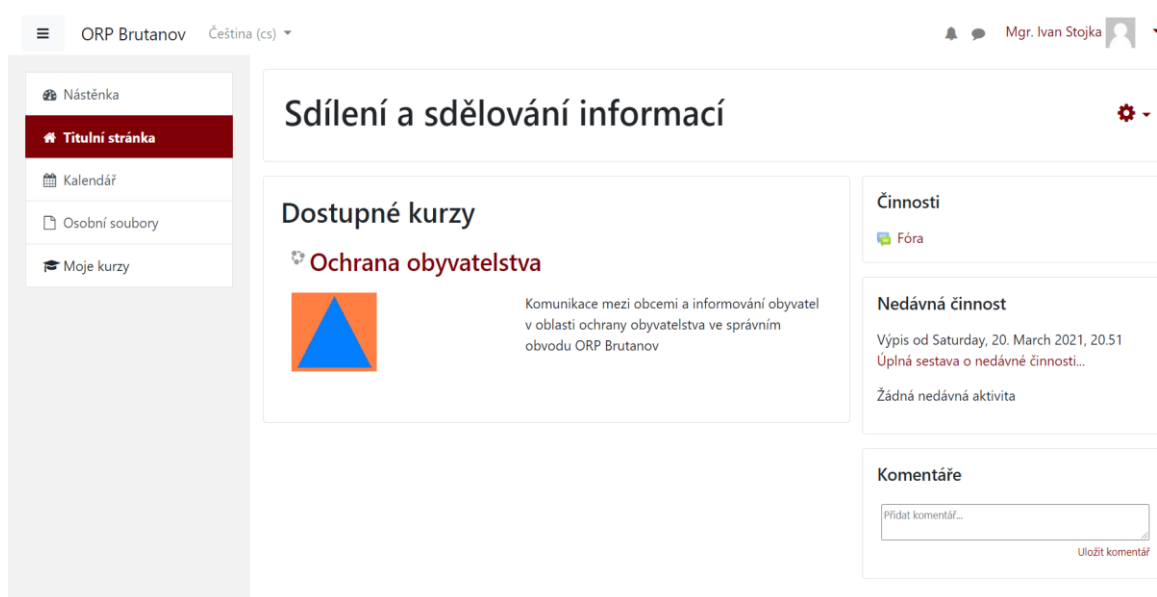 ORP Brutanov
Čeština (cs)
Mgr. Ivan Stojka
Nástěnka
Titulní stránka
Kalendář
Osobní soubory
Moje kurzy
Sdílení a sdělování informací
Dostupné kurzy
Ochrana obyvatelstva
Komunikace mezi obcemi a informování obyvatel
v oblasti ochrany obyvatelstva ve správním
obvodu ORP Brutanov
Činnosti
Fóra
Nedávná činnost
Výpis od Saturday, 20. March 2021, 20.51
Úplná sestava o nedávné činnosti...
Žádná nedávná aktivita
Komentáře
Přidat komentář...
Uložit komentář